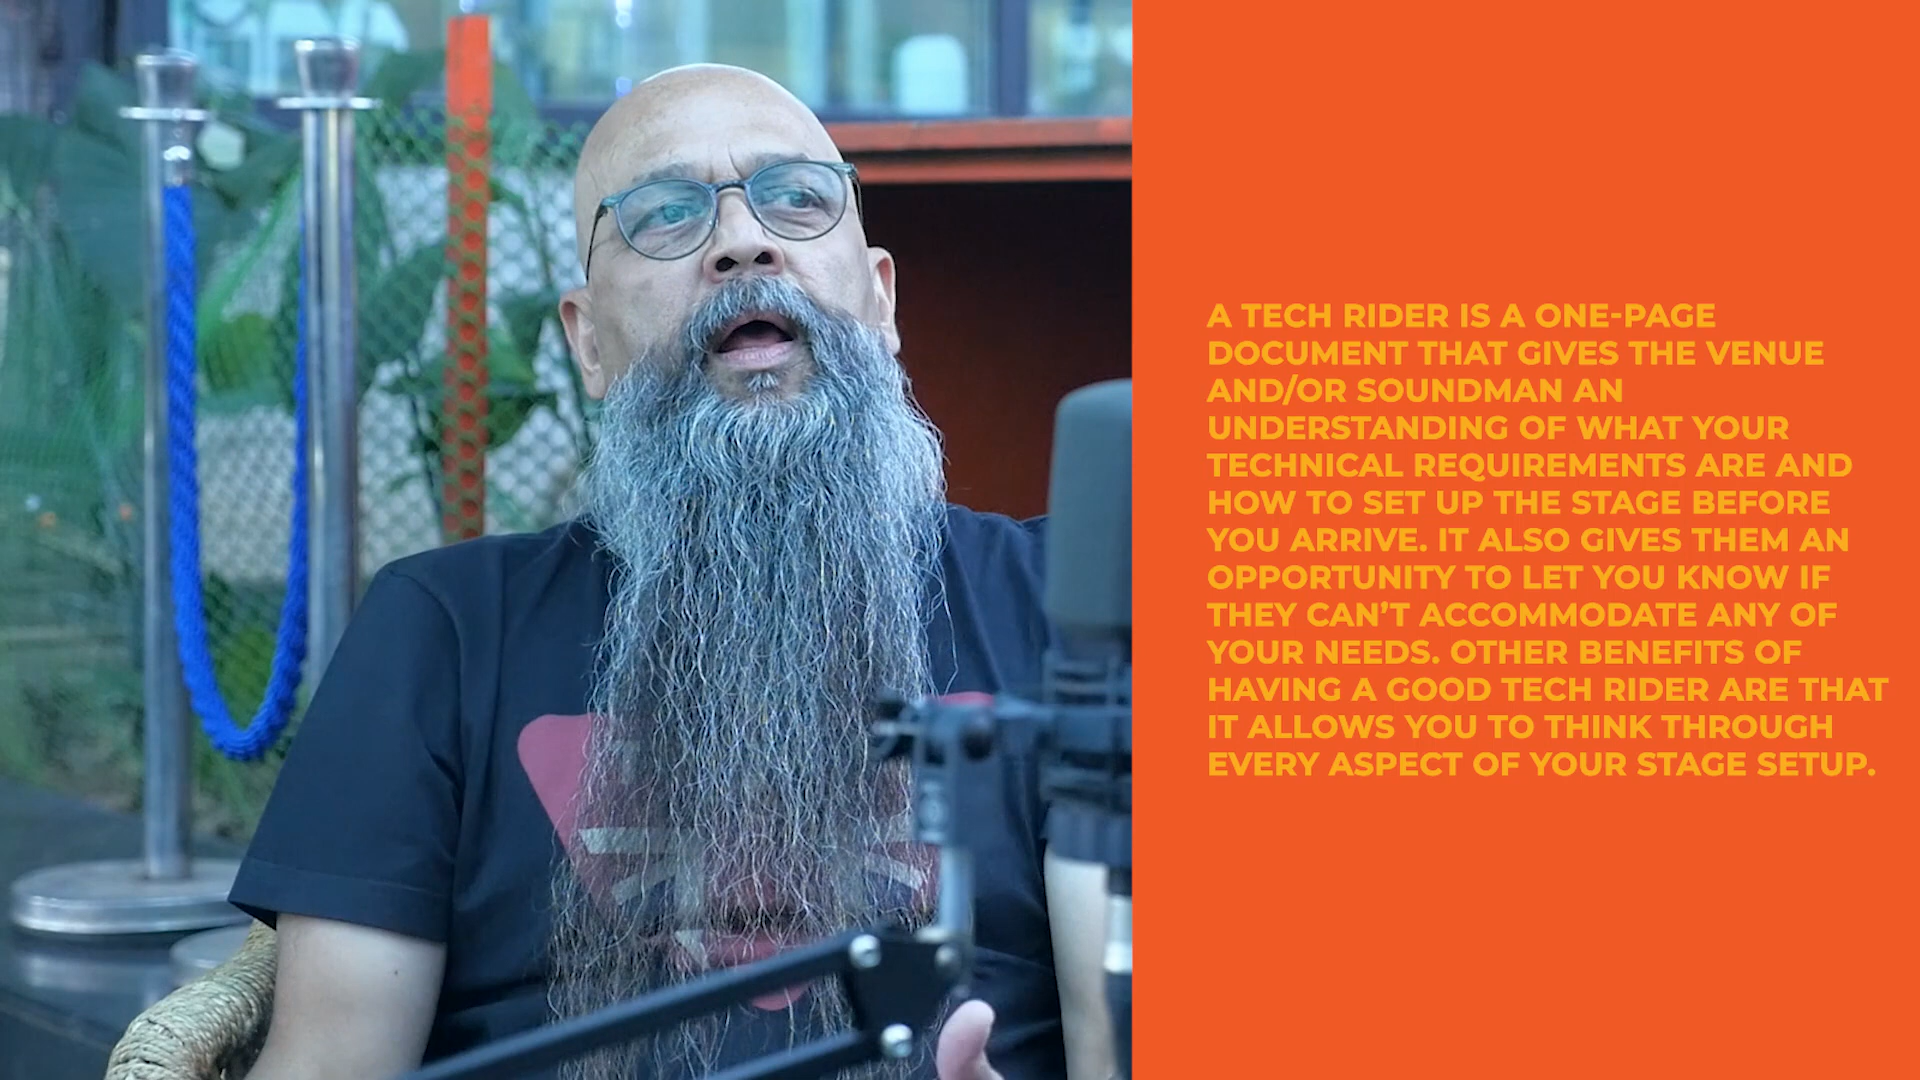 A TECH RIDER IS A ONE-PAGE
DOCUMENT THAT GIVES THE VENUE
AND/OR SOUNDMAN AN
UNDERSTANDING OF WHAT YOUR
TECHNICAL REQUIREMENTS ARE AND
HOW TO SET UP THE STAGE BEFORE
YOU ARRIVE. IT ALSO GIVES THEM AN
OPPORTUNITY TO LET YOU KNOW IF
THEY CAN’T ACCOMMODATE ANY OF
YOUR NEEDS. OTHER BENEFITS OF
HAVING A GOOD TECH RIDER ARE THAT
IT ALLOWS YOU TO THINK THROUGH
EVERY ASPECT OF YOUR STAGE SETUP.